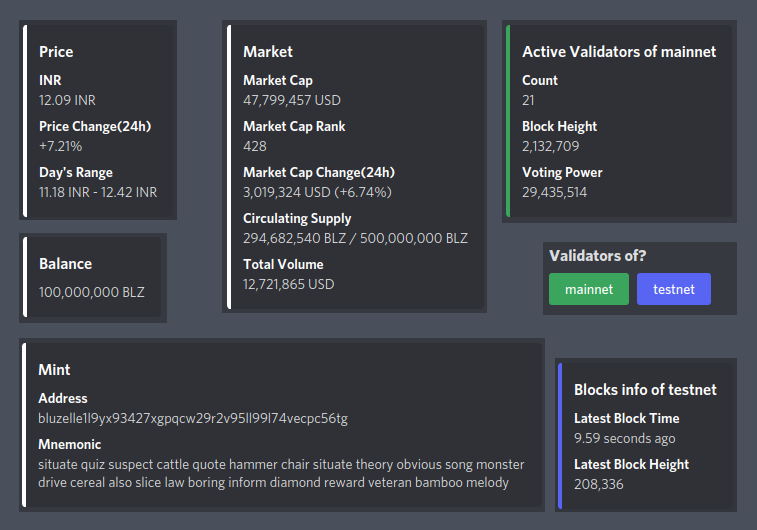 Price
INR
12.09 INR
Price Change(24h)
+7.21%
Day's Range
11.18 INR - 12.42 INR
Market
Market Cap
47,799,457 USD
Market Cap Rank
428
Market Cap Change(24h)
3,019,324 USD (+6.74%)
Circulating Supply
294,682,540 BLZ / 500,000,000 BLZ
Total Volume
12,721,865 USD
Active Validators of mainnet
Count
21
Block Height
2,132,709
Voting Power
29,435,514
Balance
100,000,000 BLZ
Validators of?
mainnet
testnet
Mint
Address
bluzelle1l9yx93427xgpqcw29r2v95ll99l74vecpc56tg
Mnemonic
situate quiz suspect cattle quote hammer chair situate theory obvious song monster
drive cereal also slice law boring inform diamond reward veteran bamboo melody
Blocks info of testnet
Latest Block Time
9.59 seconds ago
Latest Block Height
208,336